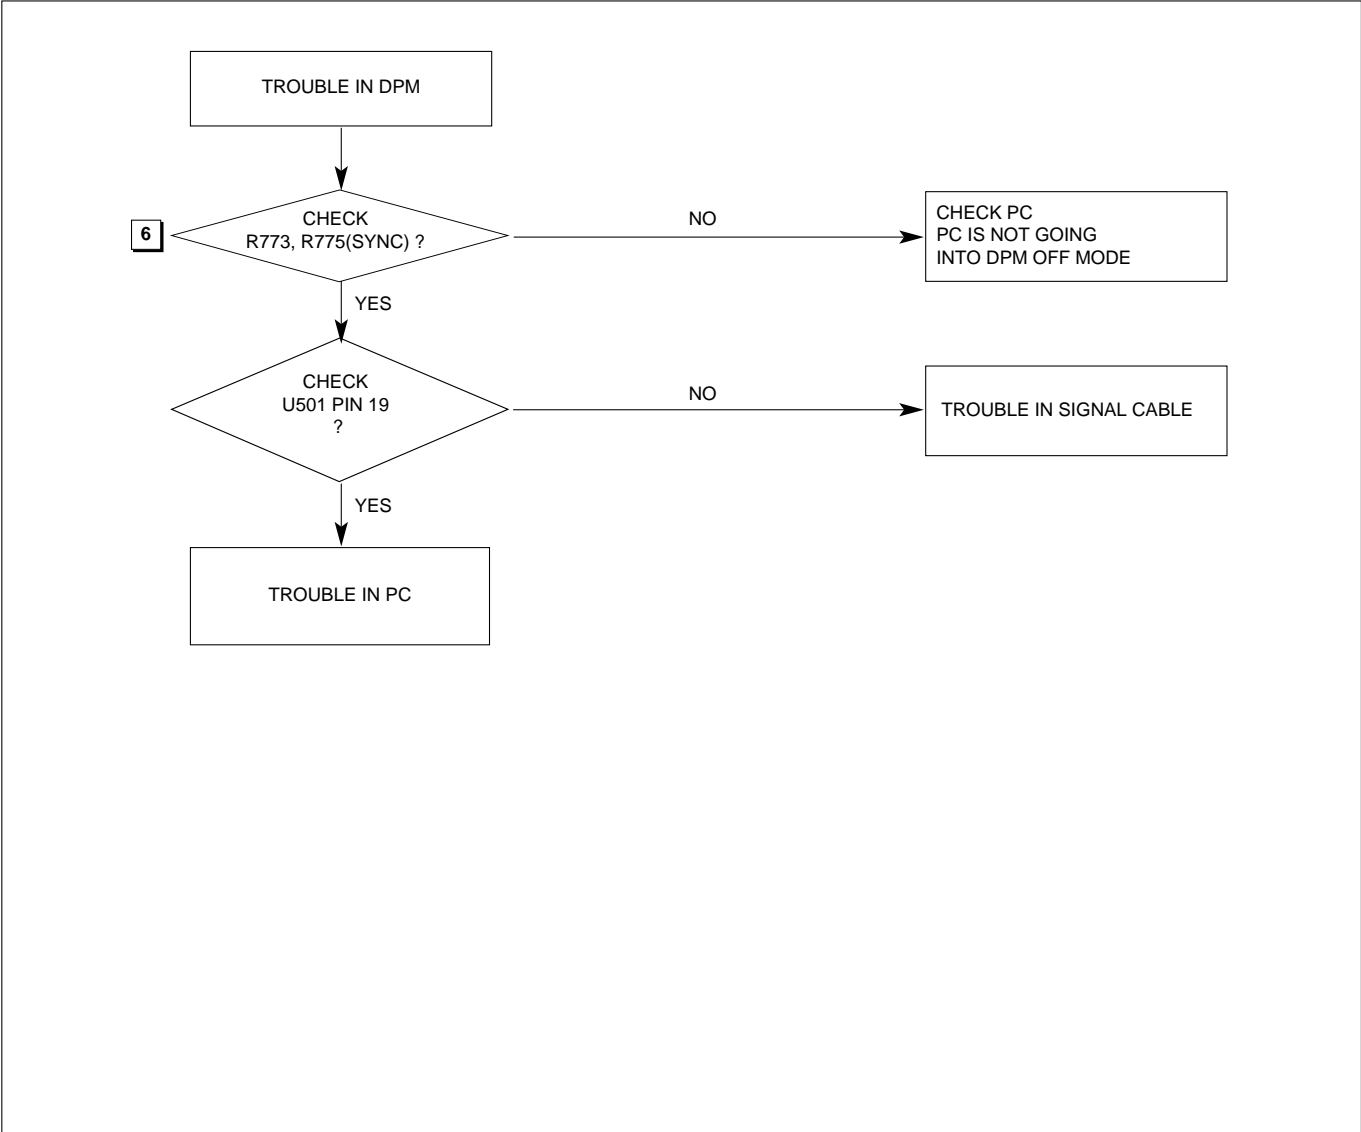 TROUBLE IN DPM
6
CHECK
R773, R775(SYNC) ?
NO
CHECK PC
PC IS NOT GOING
INTO DPM OFF MODE
YES
CHECK
U501 PIN 19
?
NO
TROUBLE IN SIGNAL CABLE
YES
TROUBLE IN PC